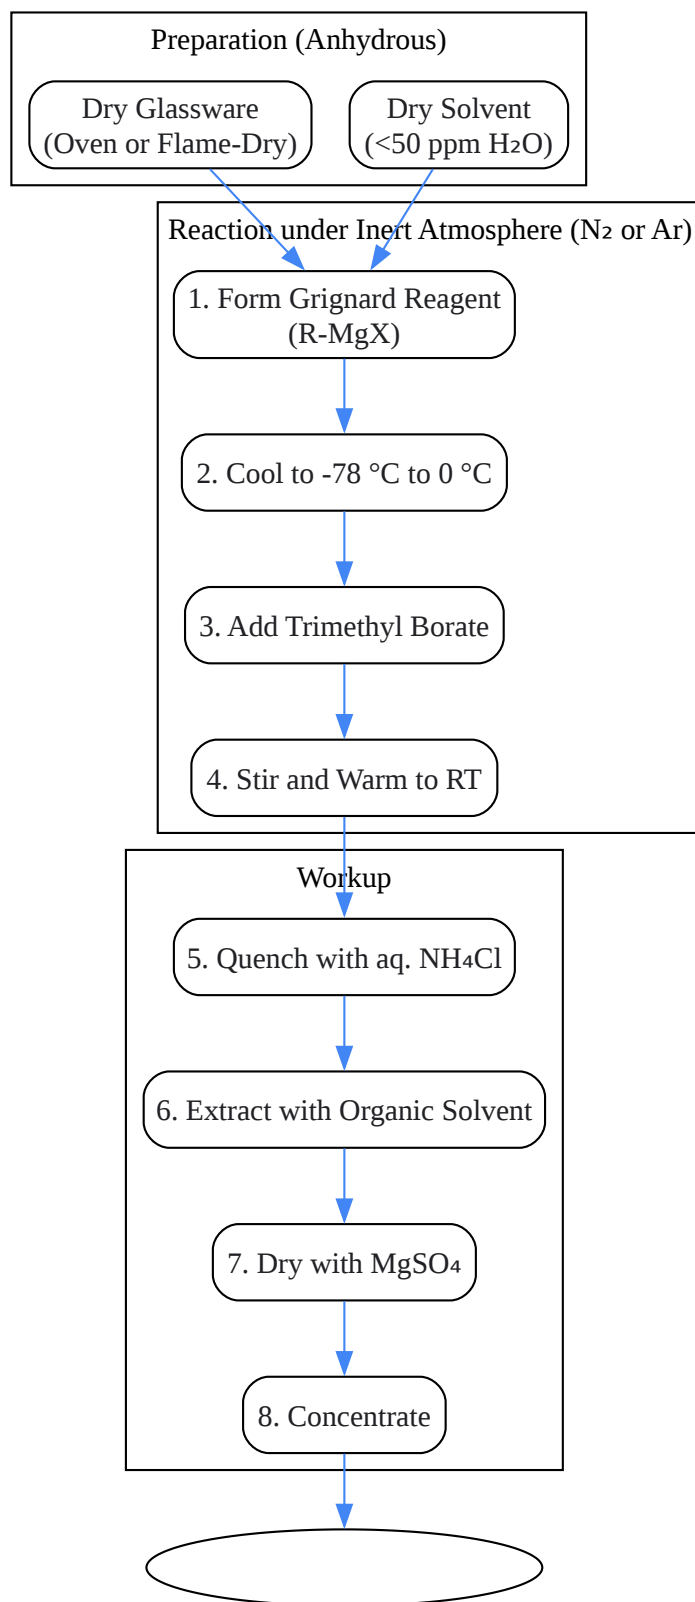 Preparation (Anhydrous)
Dry Glassware
(Oven or Flame-Dry)
Dry Solvent
(<50 ppm H₂O)
Reaction under Inert Atmosphere (N₂ or Ar)
1. Form Grignard Reagent
(R-MgX)
2. Cool to -78 °C to 0 °C
3. Add Trimethyl Borate
4. Stir and Warm to RT
Workup
5. Quench with aq. NH₄Cl
6. Extract with Organic Solvent
7. Dry with MgSO₄
8. Concentrate